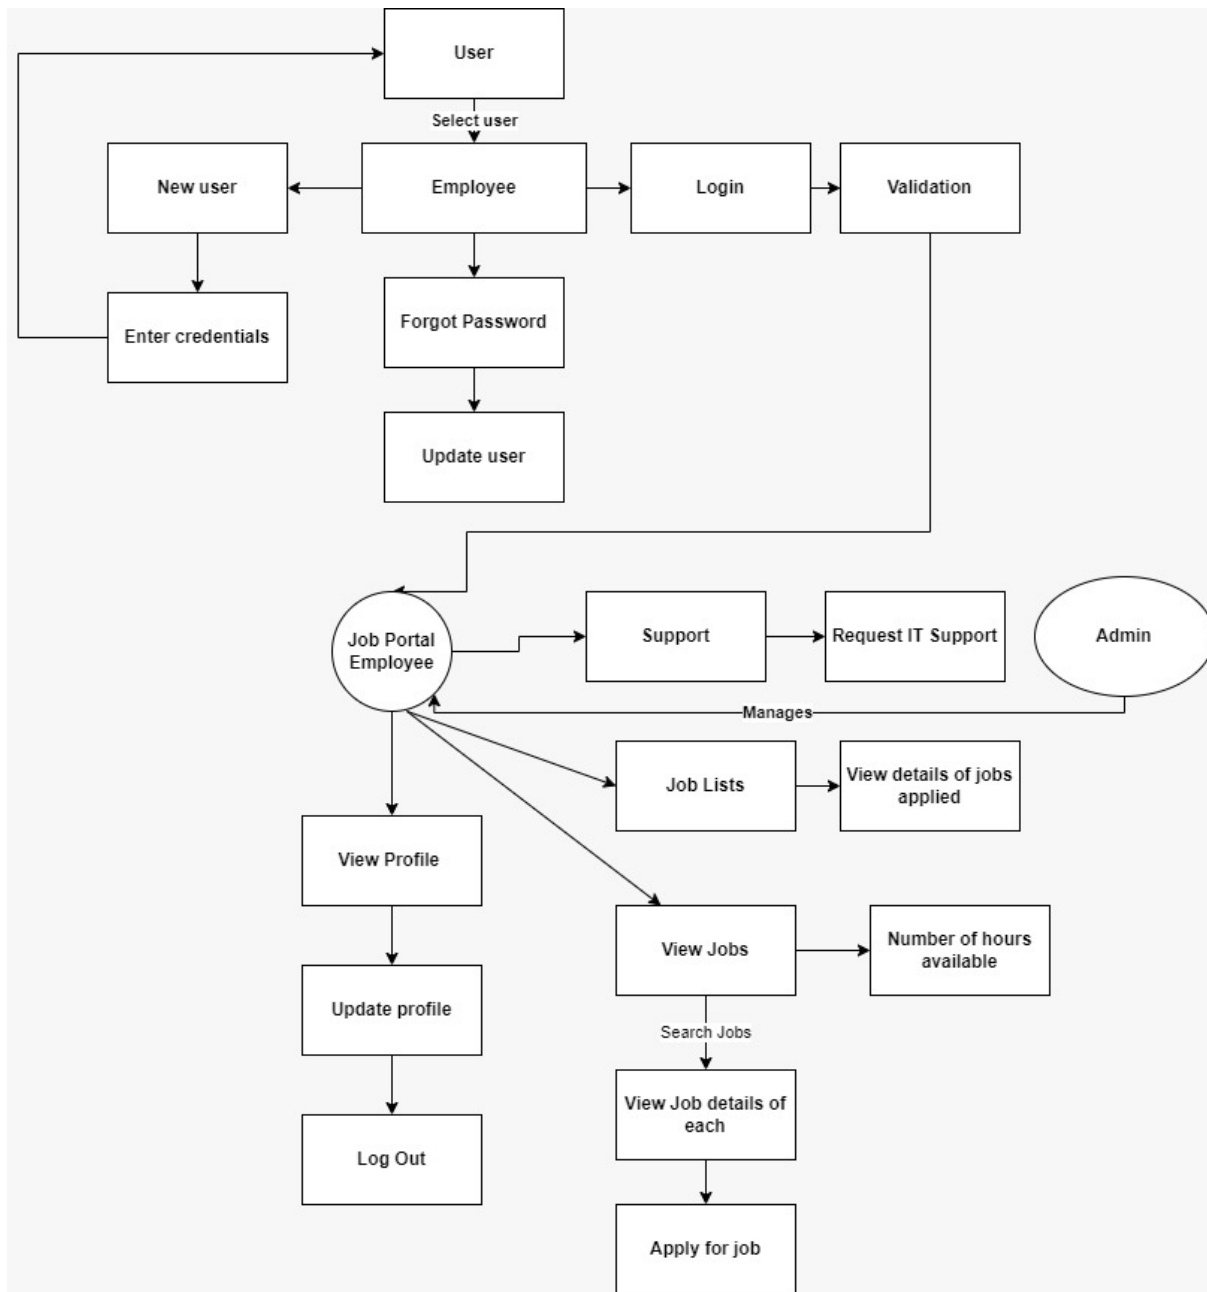 User
Select user
New user
Employee
Login
Validation
Enter credentials
Forgot Password
Update user
Job Portal
Employee
Support
Request IT Support
Admin
Manages
Job Lists
View details of jobs
applied
View Profile
View Jobs
Number of hours
available
Update profile
Search Jobs
View Job details of
each
Log Out
Apply for job